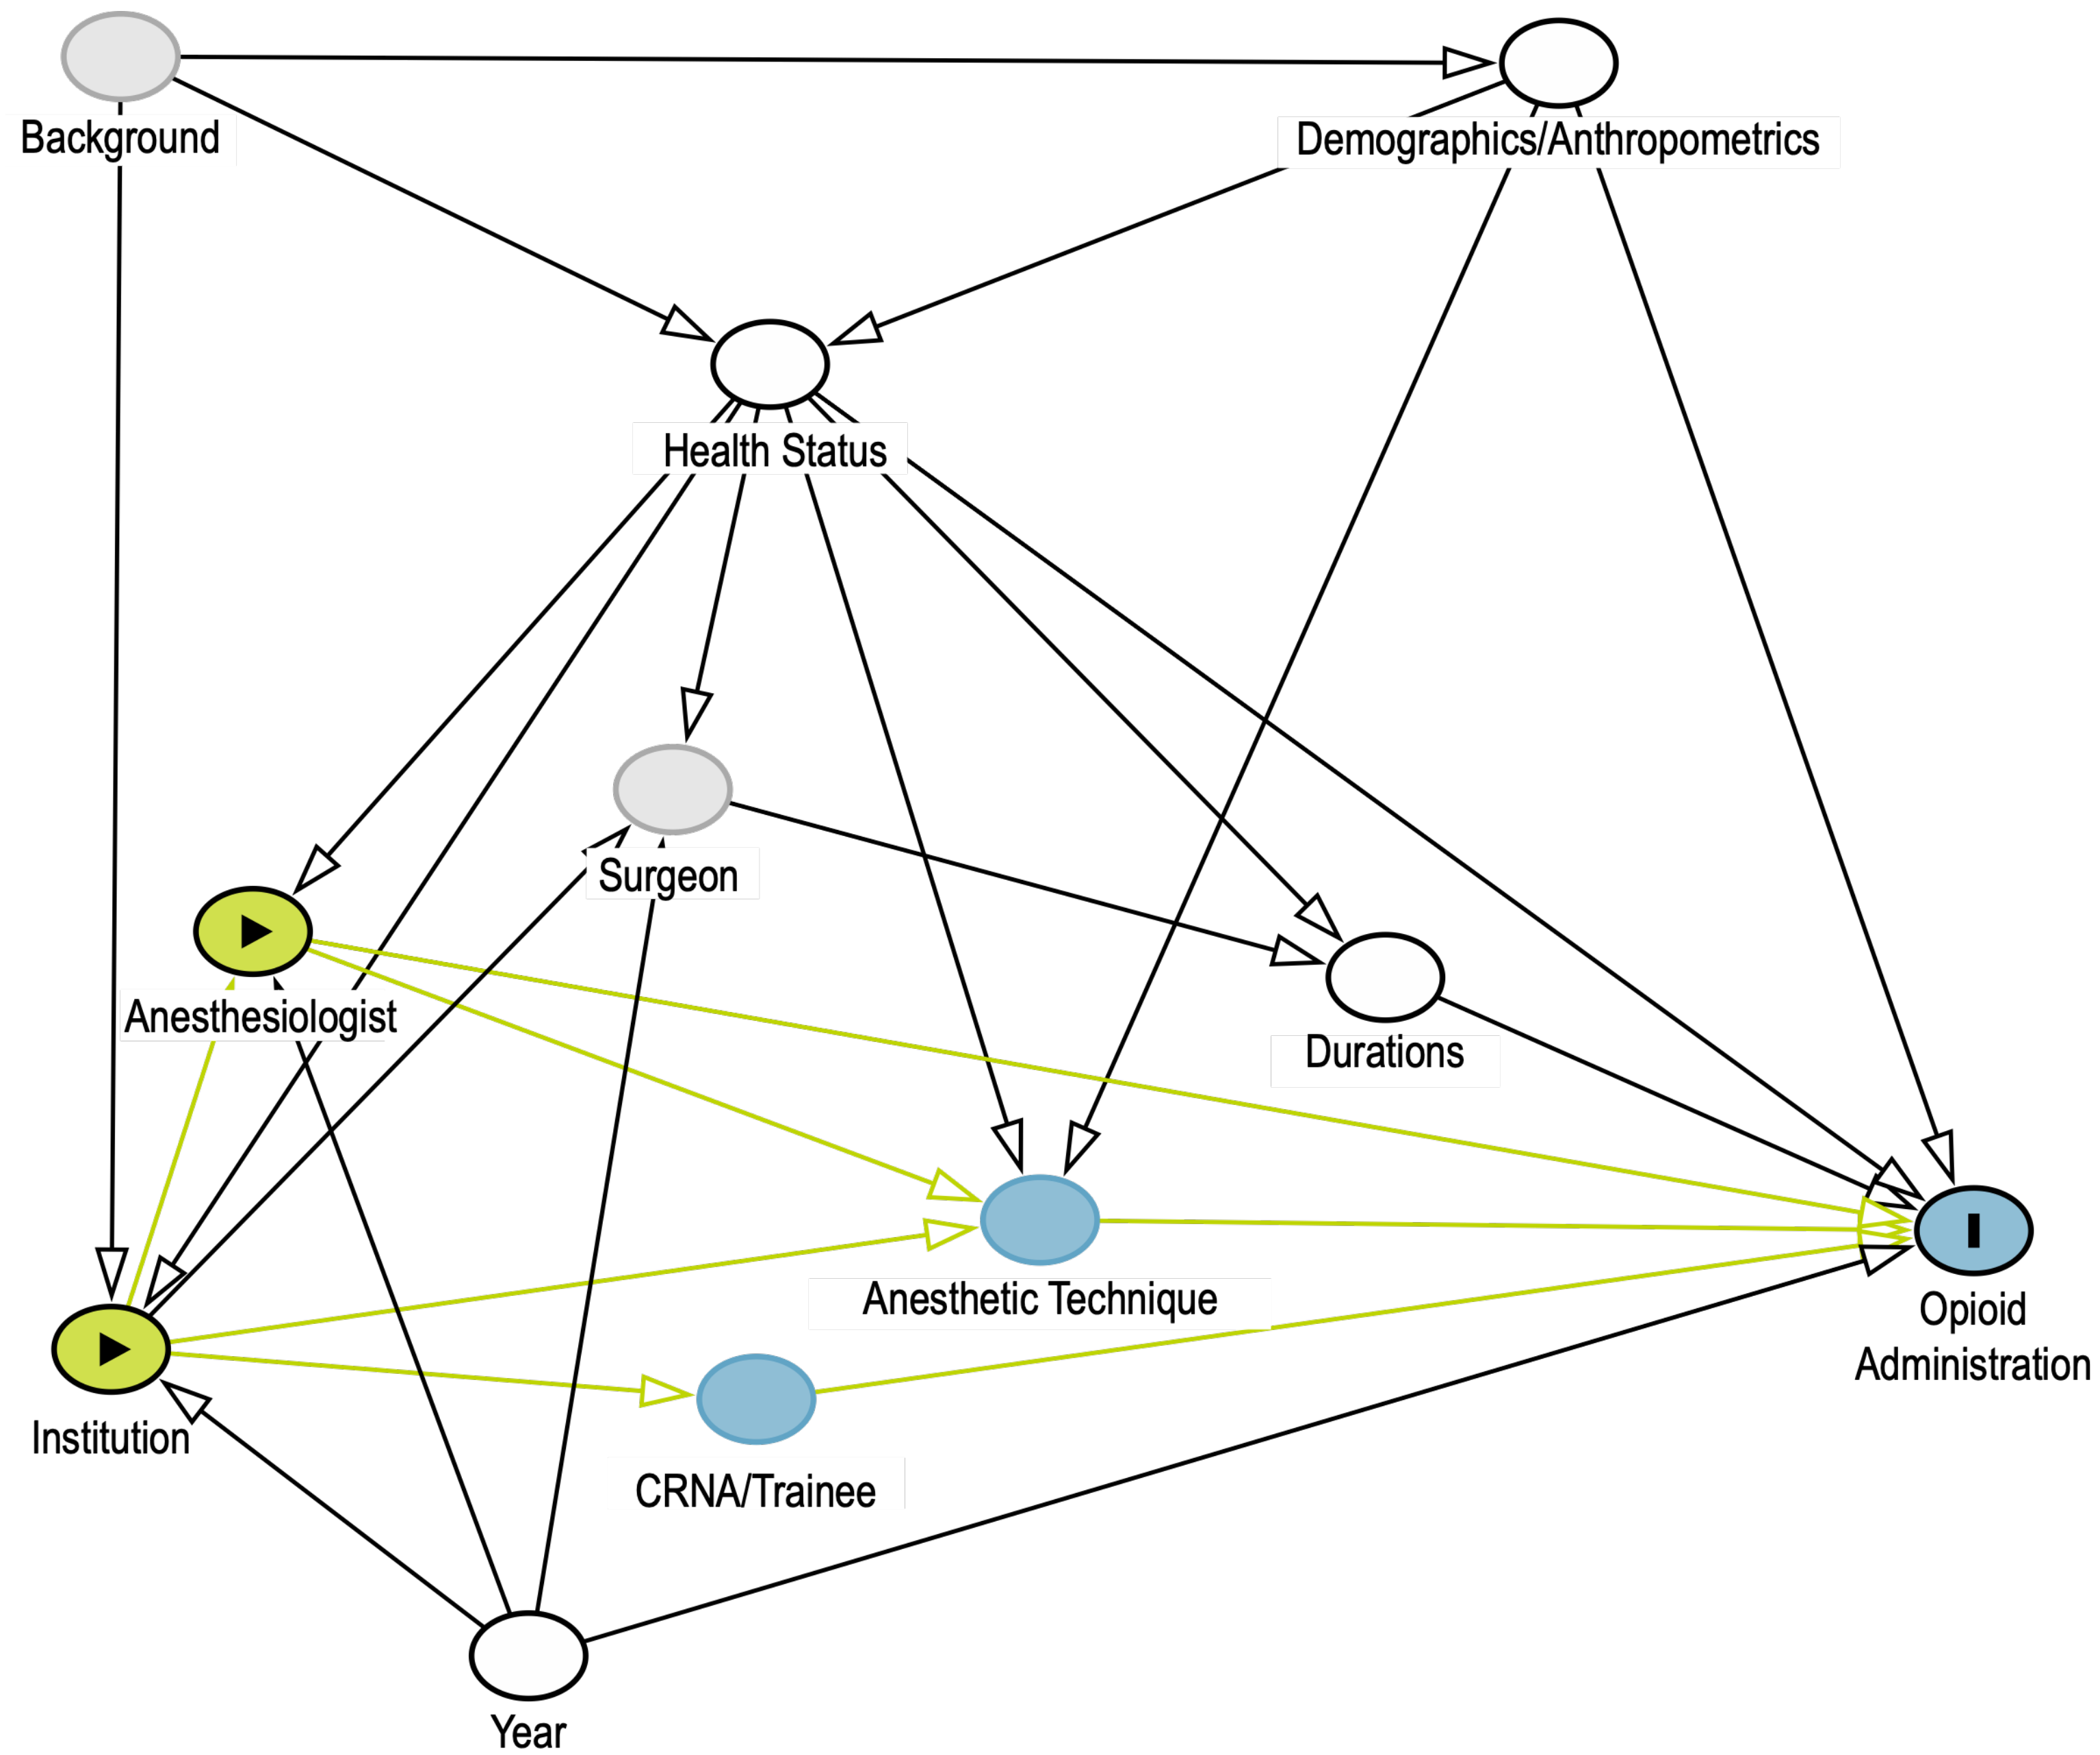 Background
Demographics/Anthropometrics
Health Status
Surgeon
Anesthesiologist
Durations
Anesthetic Technique
Opioid
Administration
Institution
CRNA/Trainee
Year